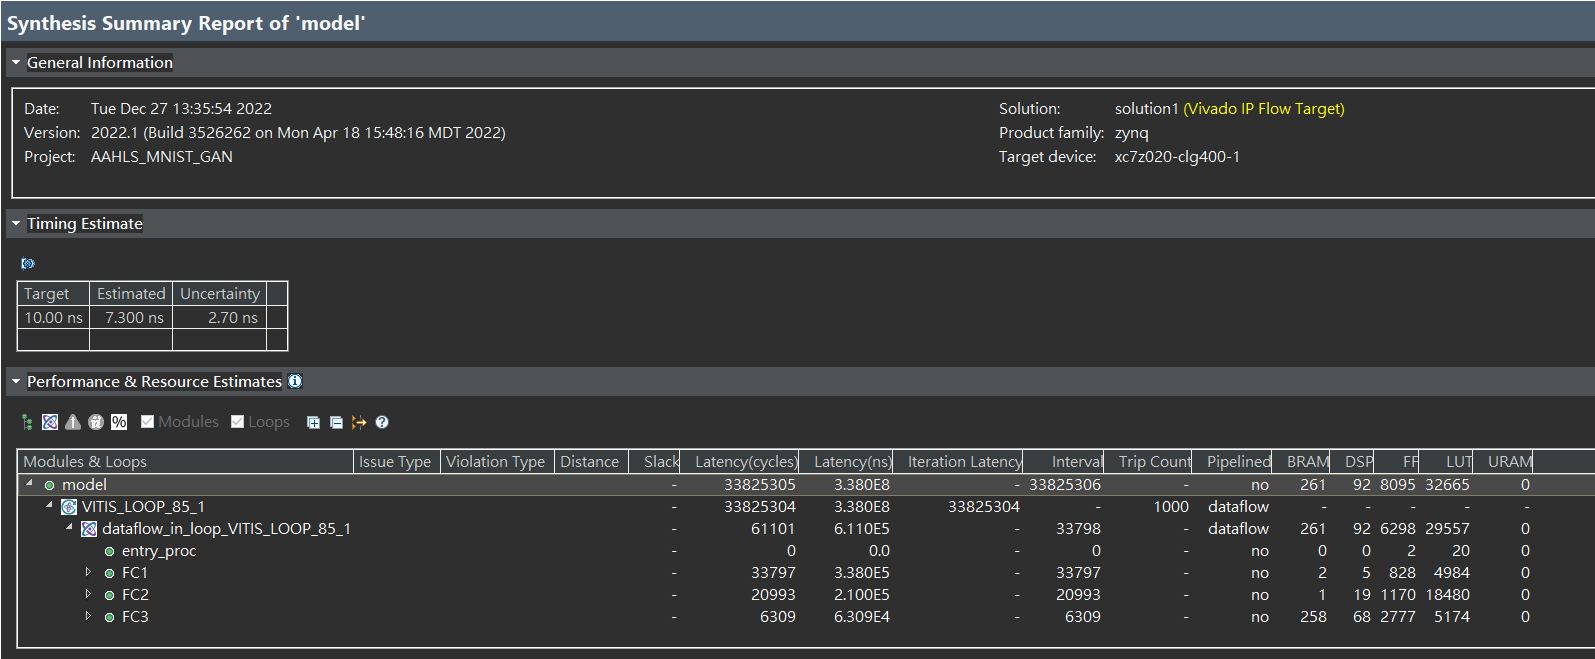 Synthesis Summary Report of 'model'
General Information
Date: Tue Dec 27 13:35:54 2022 Solution: solution1 (Vivado IP Flow Target)
Version: 2022.1 (Build 3526262 on Mon Apr 18 15:48:16 MDT 2022) Product family: zynq
Project: AAHLS_MNIST_GAN Target device: xc7z020-clg400-1
Timing Estimate
Target Estimated Uncertainty
10.00 ns 7.300 ns 2.70 ns
Performance & Resource Estimates
% Modules Loops
Modules & Loops Issue Type Violation Type Distance Slack Latency(cycles) Latency(ns) Iteration Latency Interval Trip Count Pipelined BRAM DSP FF LUT URAM
model - 33825305 3.380E8 - 33825306 - no 261 92 8095 32665 0
VITIS_LOOP_85_1 - 33825304 3.380E8 33825304 - 1000 dataflow - - - - -
dataflow_in_loop_VITIS_LOOP_85_1 - 61101 6.110E5 - 33798 - dataflow 261 92 6298 29557 0
entry_proc - 0 0.0 - 0 - no 0 0 2 20 0
FC1 - 33797 3.380E5 - 33797 - no 2 5 828 4984 0
FC2 - 20993 2.100E5 - 20993 - no 1 19 1170 18480 0
FC3 - 6309 6.309E4 - 6309 - no 258 68 2777 5174 0